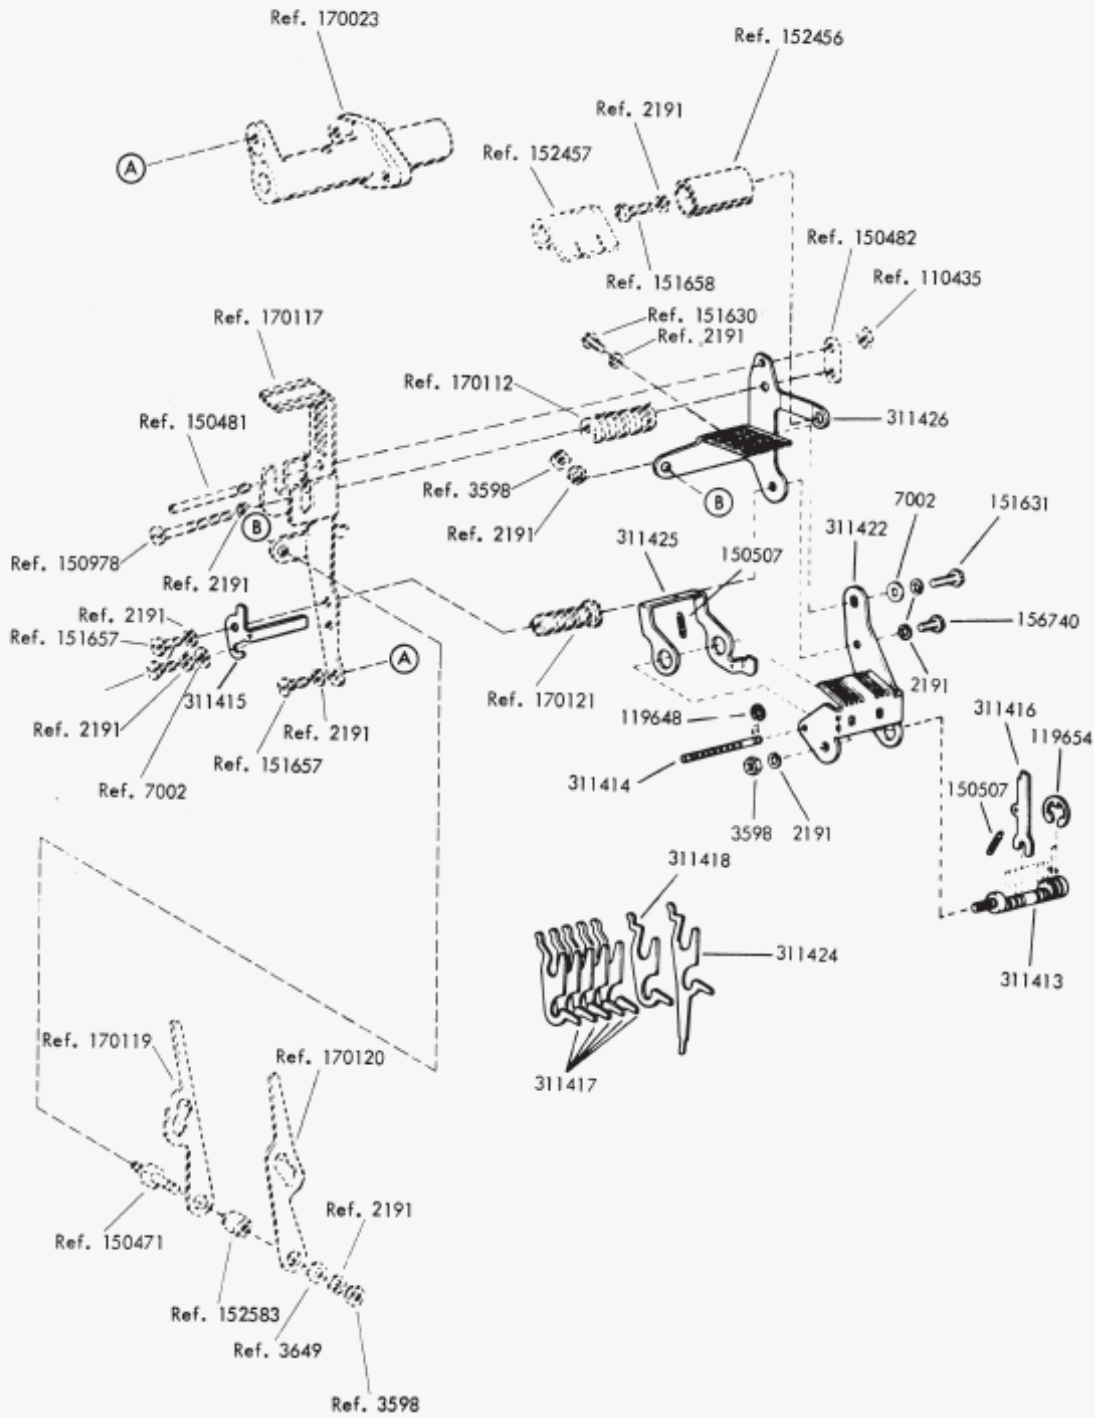 Ref. 170023
Ref. 152456
Ref. 2191
Ref. 152457
A
Ref. 150482
Ref. 151658
Ref. 110435
Ref. 151630
Ref. 2191
Ref. 170117
Ref. 170112
311426
Ref. 150481
Ref. 3598
B
7002
151631
B
Ref. 2191
311422
311425
150507
Ref. 150978
Ref. 2191
Ref. 2191
156740
Ref. 151657
A
2191
311415
Ref. 170121
311416
119648
Ref. 2191
Ref. 2191
119654
Ref. 151657
311414
Ref. 7002
150507
3598
2191
311418
311424
311413
Ref. 170119
Ref. 170120
311417
Ref. 2191
Ref. 150471
Ref. 152583
Ref. 3649
Ref. 3598